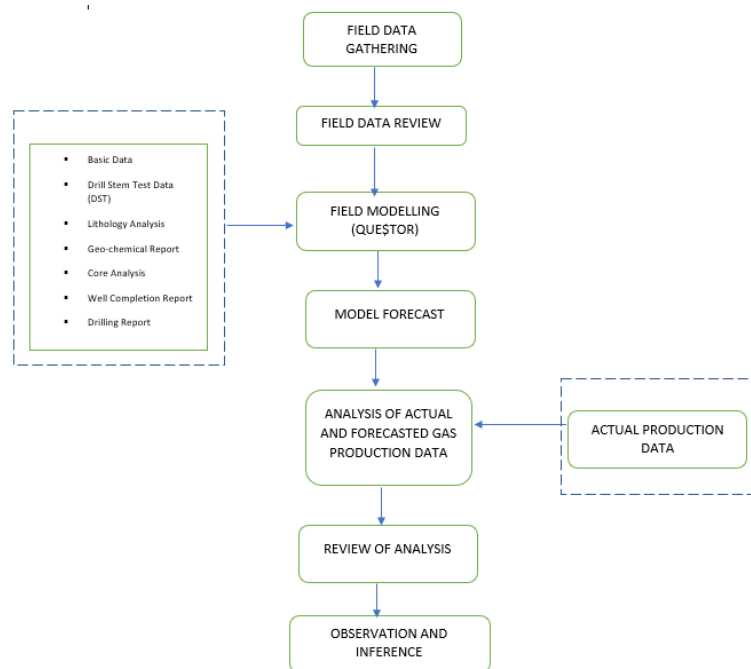 FIELD DATA
GATHERING
FIELD DATA REVIEW
▪ Basic Data
▪ Drill Stem Test Data
(DST)
▪ Lithology Analysis
▪ Geo-chemical Report
▪ Core Analysis
▪ Well Completion Report
▪ Drilling Report
FIELD MODELLING
(QUE$TOR)
MODEL FORECAST
ANALYSIS OF ACTUAL
AND FORECASTED GAS
PRODUCTION DATA
ACTUAL PRODUCTION
DATA
REVIEW OF ANALYSIS
OBSERVATION AND
INFERENCE